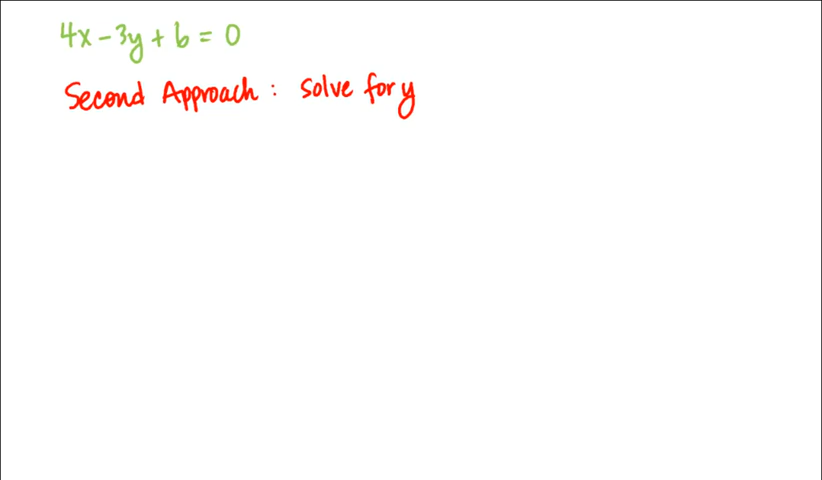 4x - 3y + 6 = 0
Second Approach : solve for y